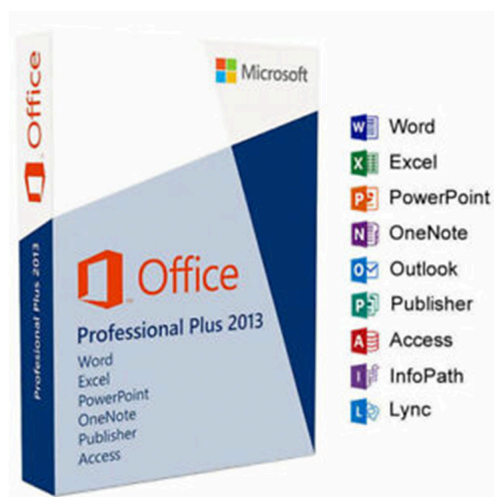 Office
Profesional Plus 2013
Microsoft
Office
Professional Plus 2013
Word
Excel
PowerPoint
OneNote
Publisher
Access
Word
Excel
PowerPoint
OneNote
Outlook
Publisher
Access
InfoPath
Lync